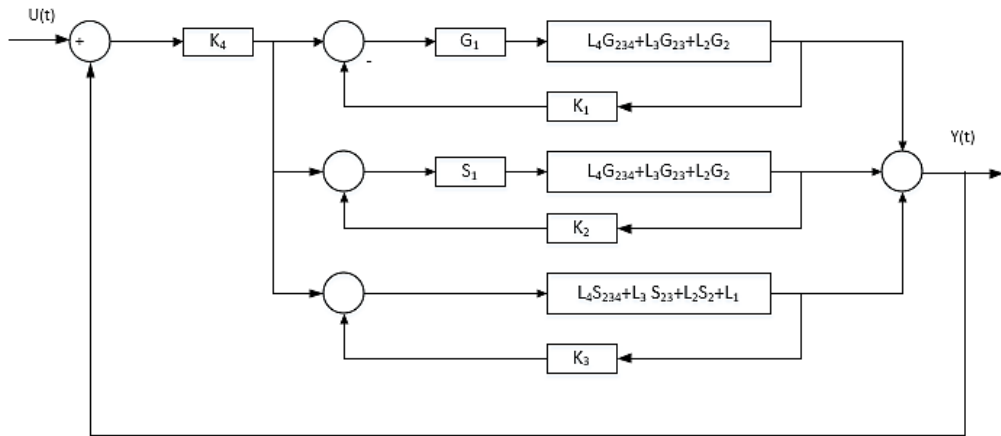 U(t)
+
K₄
-
G₁
L₄G₂₃₄+L₃G₂₃+L₂G₂
K₁
Y(t)
S₁
L₄G₂₃₄+L₃G₂₃+L₂G₂
K₂
L₄S₂₃₄+L₃ S₂₃+L₂S₂+L₁
K₃